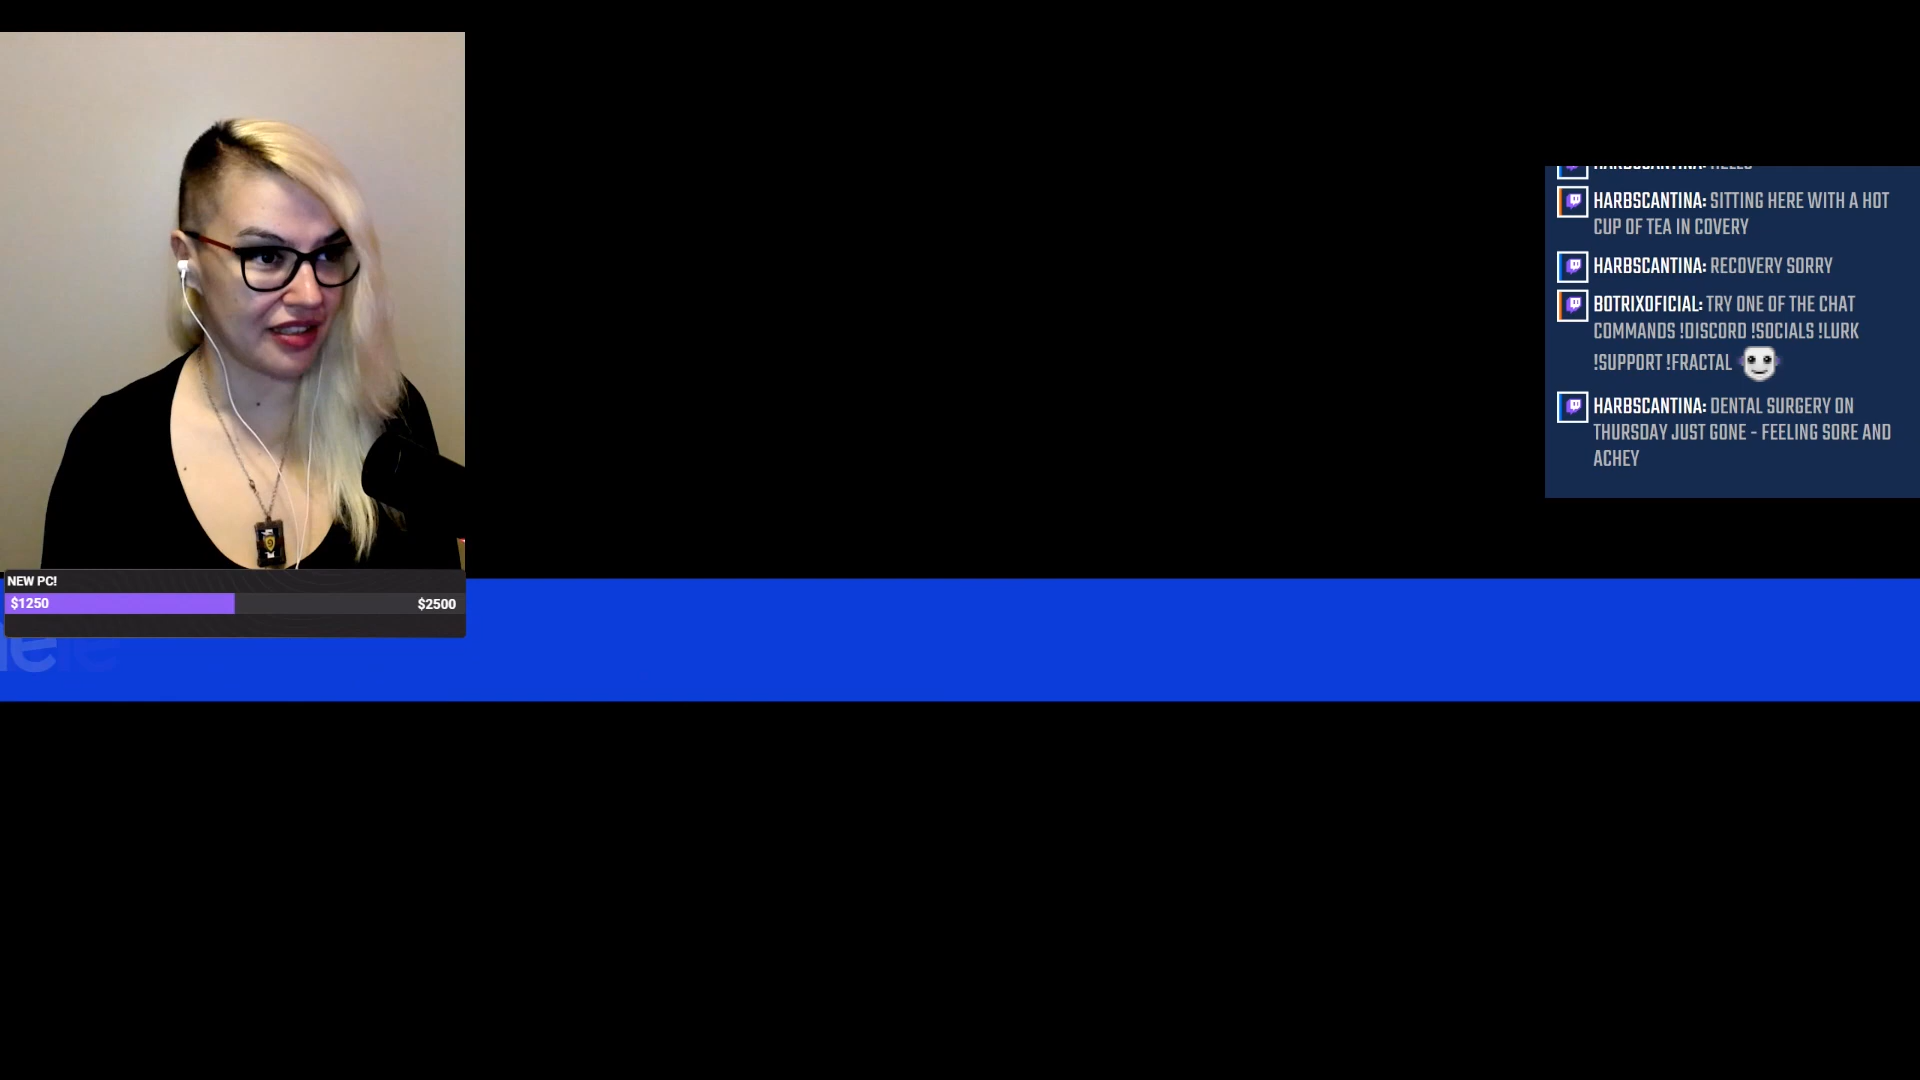 HARBSCANTINA: HELLO
HARBSCANTINA: SITTING HERE WITH A HOT
CUP OF TEA IN COVERY
HARBSCANTINA: RECOVERY SORRY
BOTRIXOFICIAL: TRY ONE OF THE CHAT
COMMANDS !DISCORD !SOCIALS !LURK
!SUPPORT !FRACTAL
HARBSCANTINA: DENTAL SURGERY ON
THURSDAY JUST GONE - FEELING SORE AND
ACHEY
NEW PC!
$1250 $2500